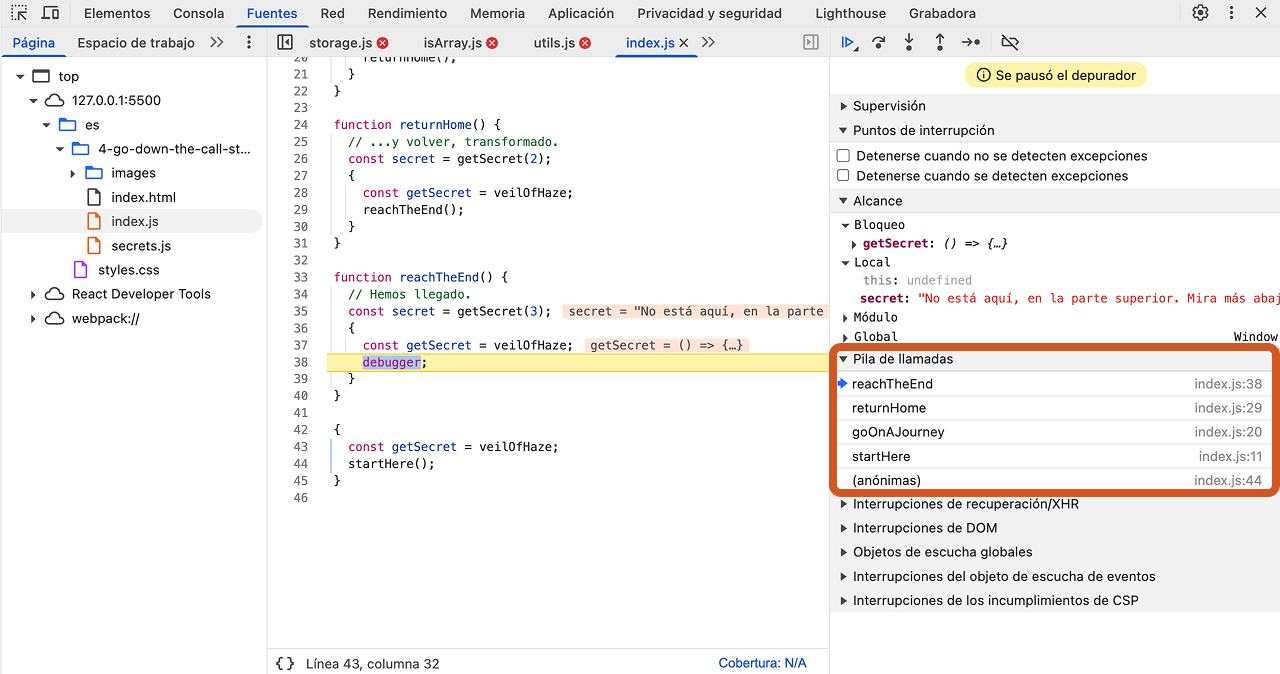 Elementos Consola Fuentes Red Rendimiento Memoria Aplicación Privacidad y seguridad Lighthouse Grabadora
Página Espacio de trabajo
top
127.0.0.1:5500
es
4-go-down-the-call-st...
images
index.html
index.js
secrets.js
styles.css
React Developer Tools
webpack://
storage.js isArray.js utils.js index.js
20 returnHome();
21 }
22 }
23
24 function returnHome() {
25 // ...y volver, transformado.
26 const secret = getSecret(2);
27 {
28 const getSecret = veilOfHaze;
29 reachTheEnd();
30 }
31 }
32
33 function reachTheEnd() {
34 // Hemos llegado.
35 const secret = getSecret(3); secret = "No está aquí, en la parte
36 {
37 const getSecret = veilOfHaze; getSecret = () => {…}
38 debugger;
39 }
40 }
41
42 {
43 const getSecret = veilOfHaze;
44 startHere();
45 }
46
{} Línea 43, columna 32 Cobertura: N/A
Se pausó el depurador
Supervisión
Puntos de interrupción
Detenerse cuando no se detecten excepciones
Detenerse cuando se detecten excepciones
Alcance
Bloqueo
getSecret: () => {…}
Local
this: undefined
secret: "No está aquí, en la parte superior. Mira más abaj
Módulo
Global Window
Pila de llamadas
reachTheEnd index.js:38
returnHome index.js:29
goOnAJourney index.js:20
startHere index.js:11
(anónimas) index.js:44
Interrupciones de recuperación/XHR
Interrupciones de DOM
Objetos de escucha globales
Interrupciones del objeto de escucha de eventos
Interrupciones de los incumplimientos de CSP